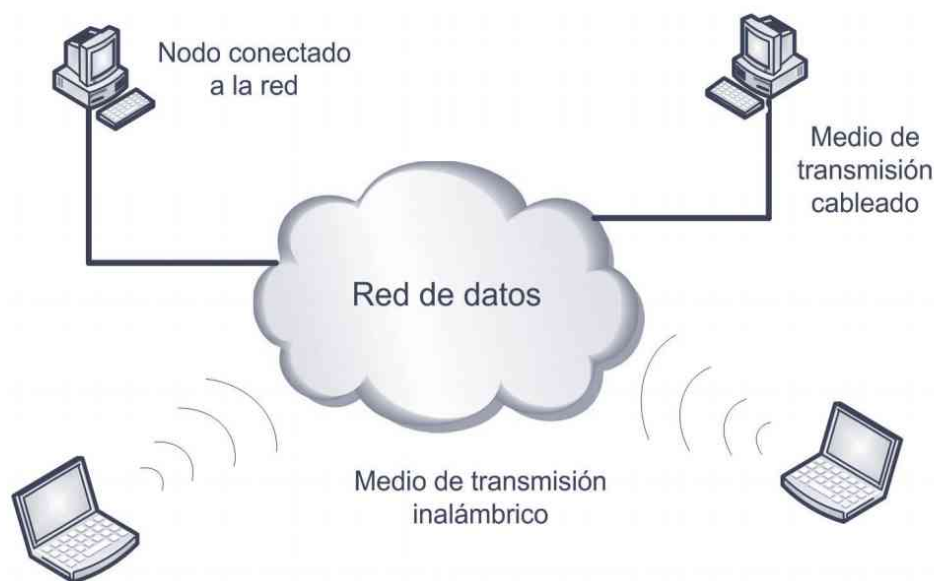 Nodo conectado
a la red
Medio de
transmisión
cableado
Red de datos
Medio de transmisión
inalámbrico